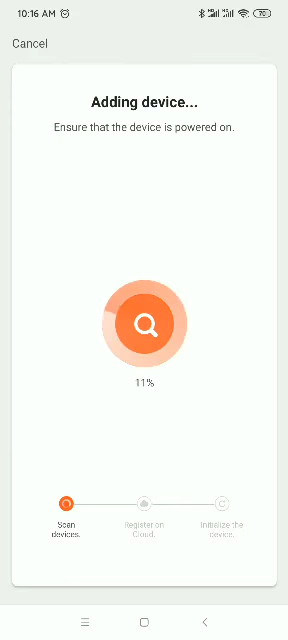 10:16 AM
70
Cancel
Adding device...
Ensure that the device is powered on.
11%
Scan
devices.
Register on
Cloud.
Initialize the
device.